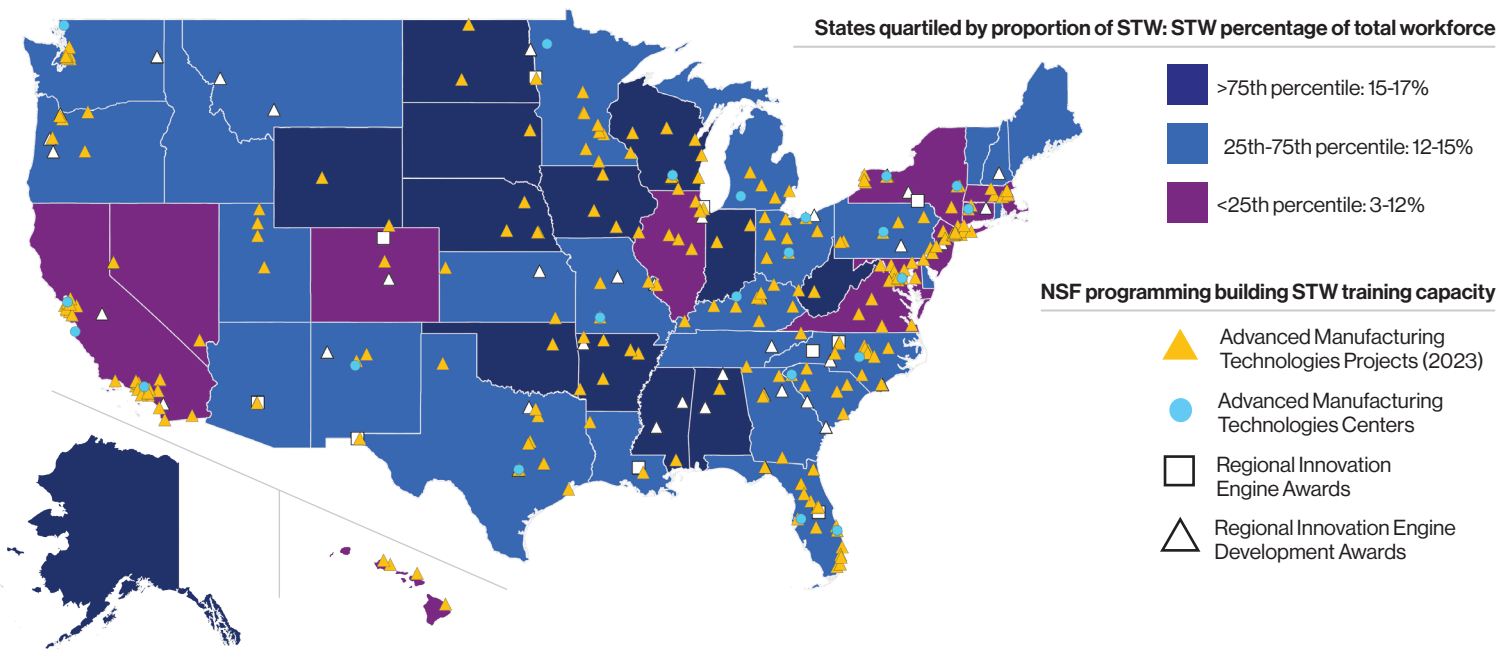 States quartiled by proportion of STW: STW percentage of total workforce
>75th percentile: 15-17%
25th-75th percentile: 12-15%
<25th percentile: 3-12%
NSF programming building STW training capacity
Advanced Manufacturing
Technologies Projects (2023)
Advanced Manufacturing
Technologies Centers
Regional Innovation
Engine Awards
Regional Innovation Engine
Development Awards